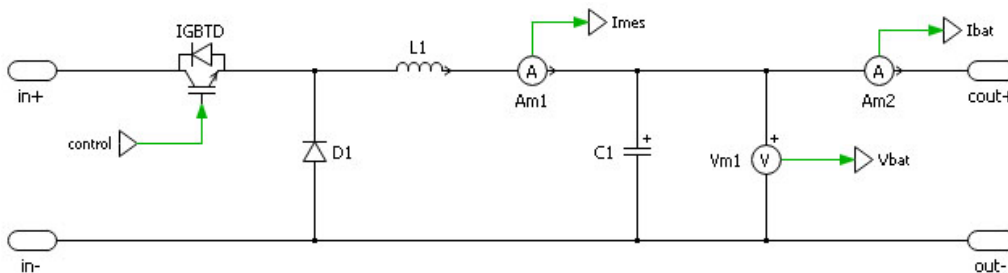 IGBTD
Imes
Ibat
L1
A
A
in+
Am1
Am2
cout+
control
D1
C1
+
Vm1
+
V
Vbat
in-
out-